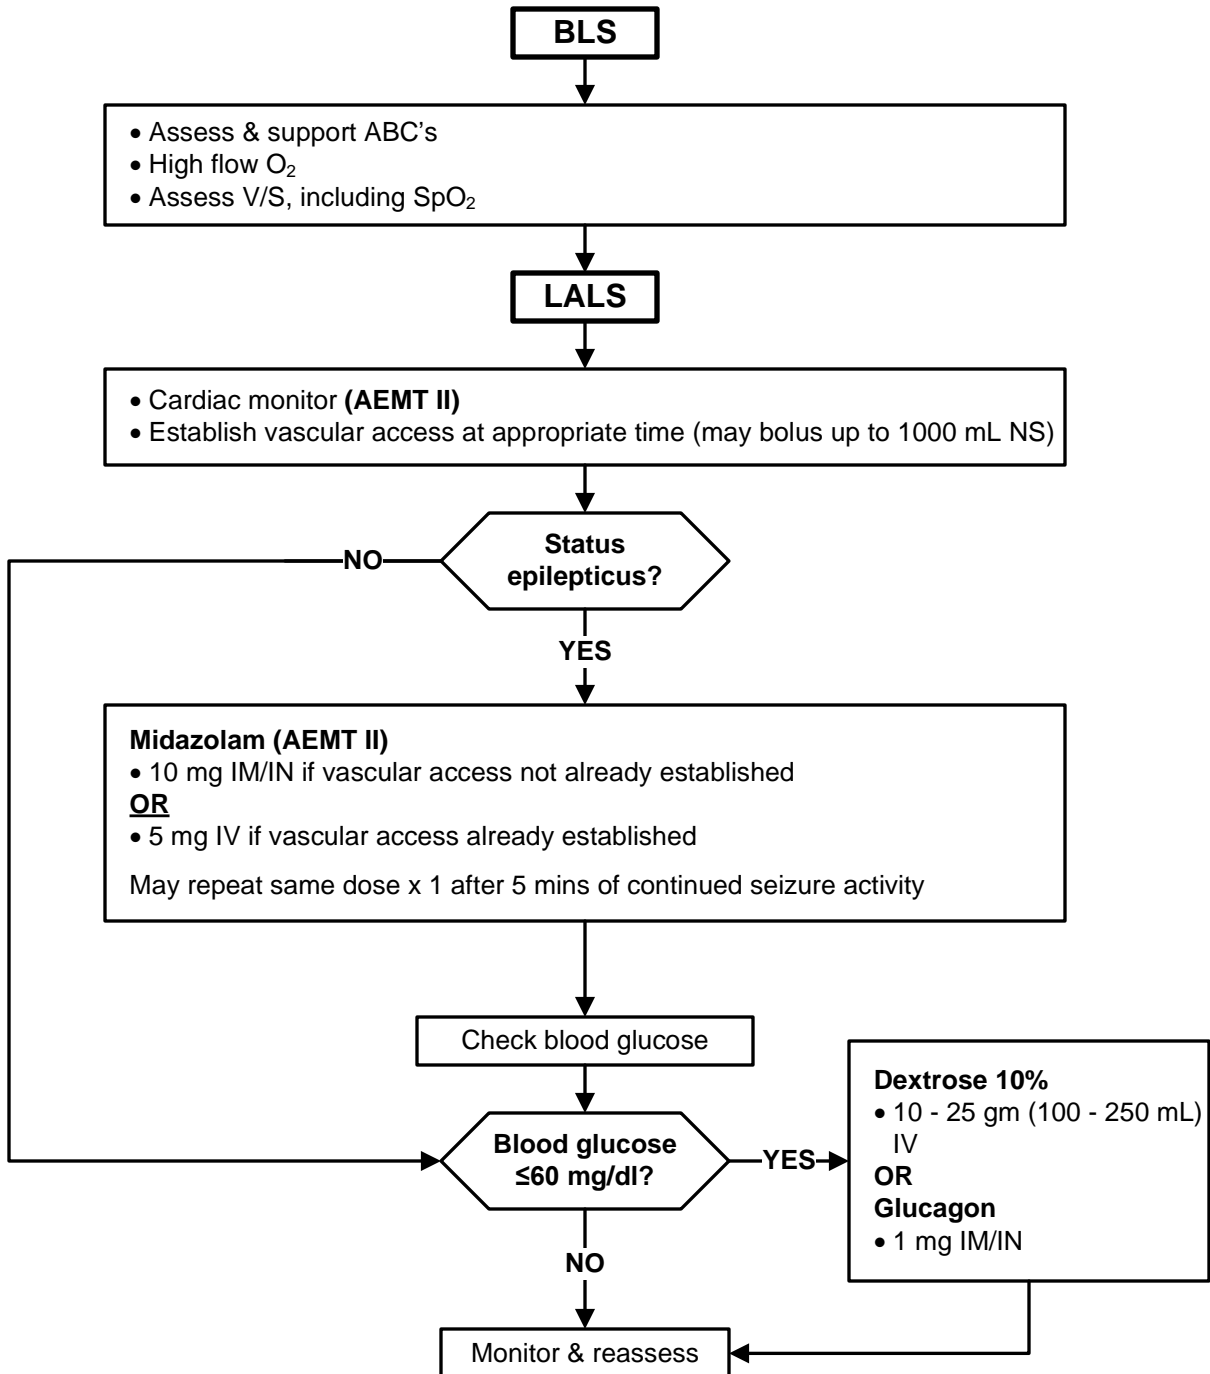 BLS
• Assess & support ABC’s
• High flow O₂
• Assess V/S, including SpO₂
LALS
• Cardiac monitor (AEMT II)
• Establish vascular access at appropriate time (may bolus up to 1000 mL NS)
Status
epilepticus?
NO
YES
Midazolam (AEMT II)
• 10 mg IM/IN if vascular access not already established
OR
• 5 mg IV if vascular access already established
May repeat same dose x 1 after 5 mins of continued seizure activity
Check blood glucose
Blood glucose
≤60 mg/dl?
YES
Dextrose 10%
• 10 - 25 gm (100 - 250 mL)
IV
OR
Glucagon
• 1 mg IM/IN
NO
Monitor & reassess